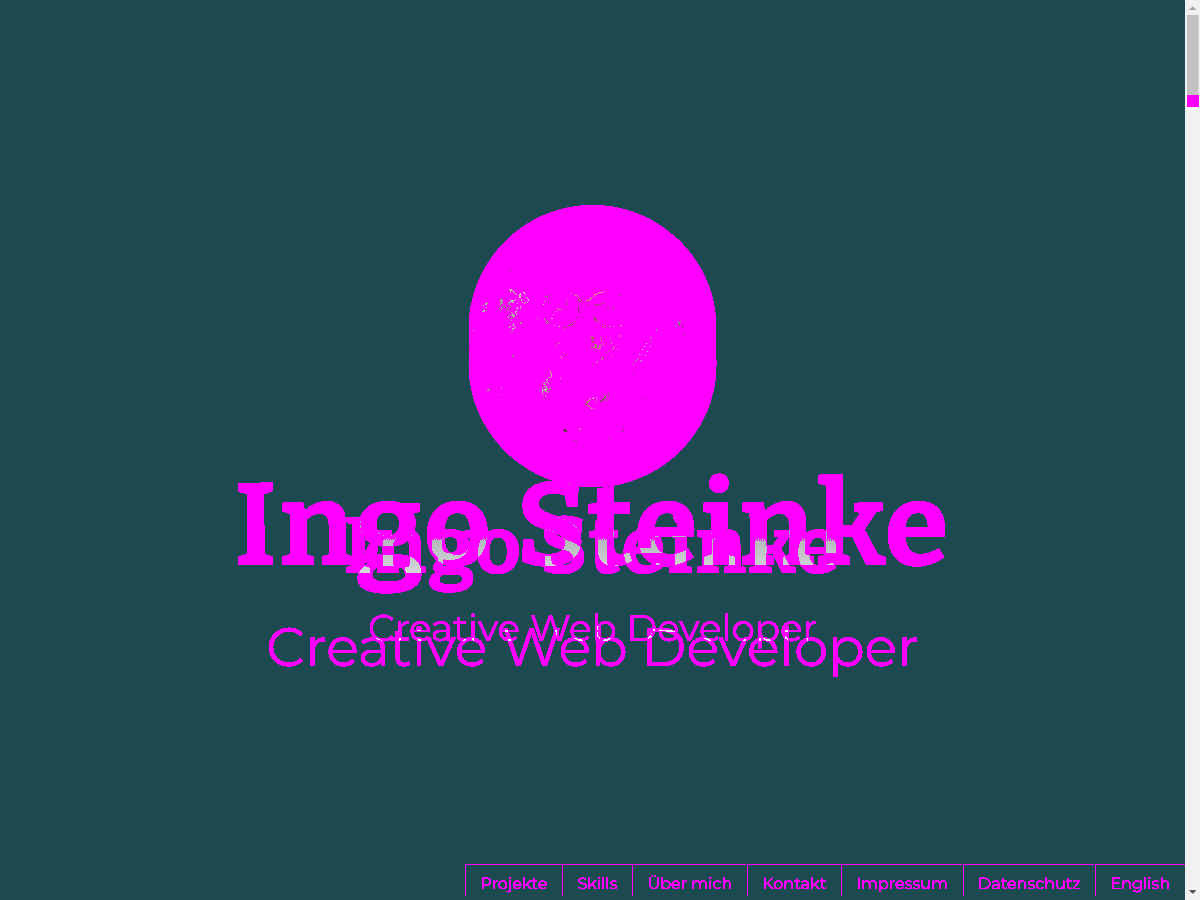 Ingo Steinke
Ingo Steinke
Creative Web Developer
Creative Web Developer
Projekte Skills Über mich Kontakt Impressum Datenschutz English